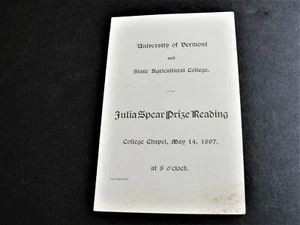 University of Vermont
and
State Agricultural College.
Julia Spear Prize Reading
College Chapel, May 14, 1897,
at 8 o'clock.